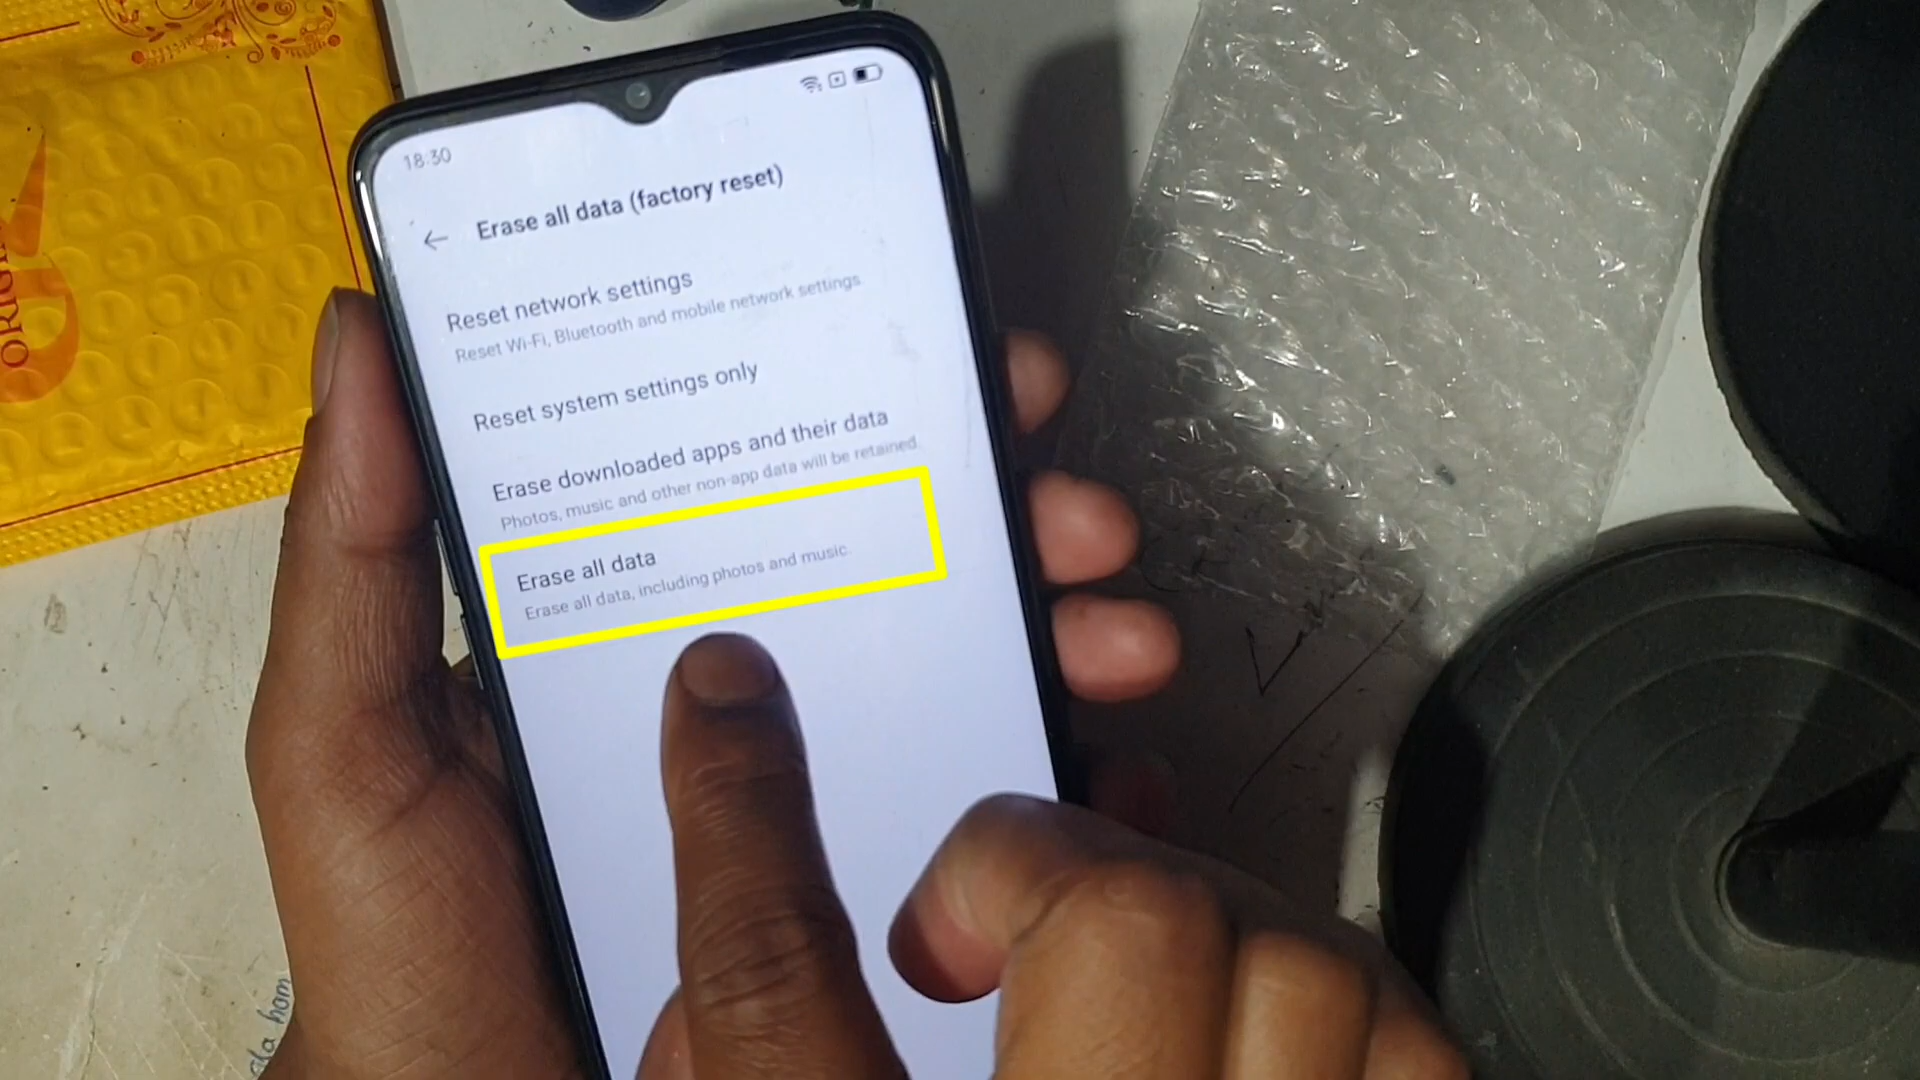 18:30
Erase all data (factory reset)
Reset network settings
Reset Wi-Fi, Bluetooth and mobile network settings
Reset system settings only
Erase downloaded apps and their data
Photos, music and other non-app data will be retained
Erase all data
Erase all data, including photos and music.